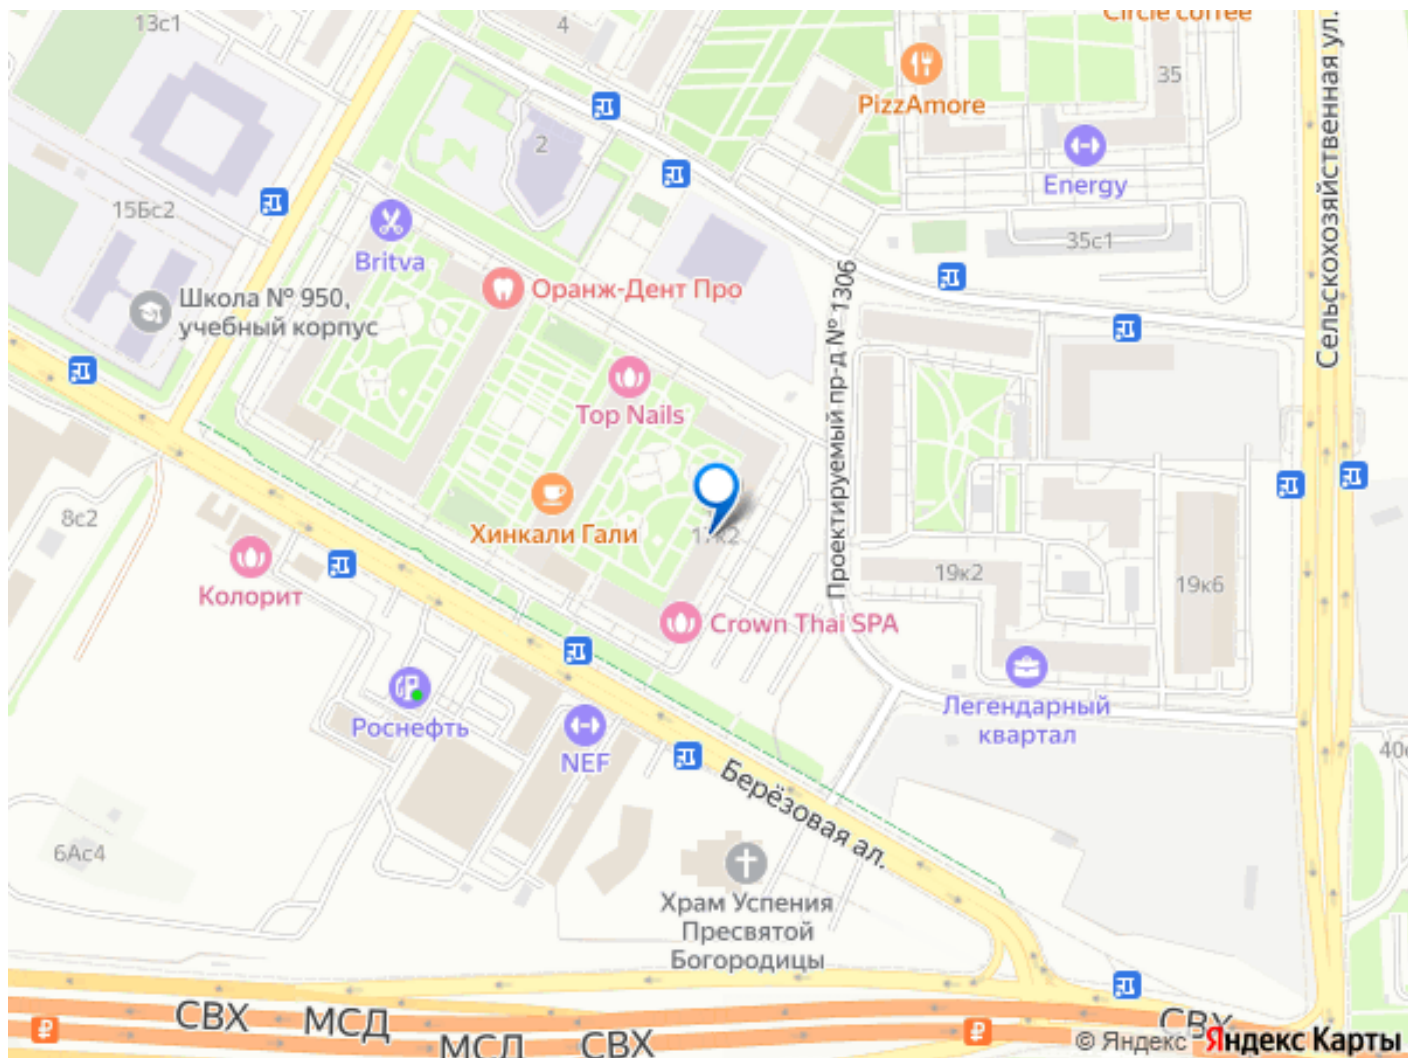 13с1
4
Circle coffee
35
PizzAmore
2
Energy
Сельскохозяйственная ул.
15Бс2
35с1
Britva
Оранж-Дент Про
Школа № 950,
учебный корпус
Проектируемый пр-д № 1306
Top Nails
8с2
Хинкали Гали
17к2
19к2
19к6
Колорит
Crown Thai SPA
Роснефть
Легендарный
квартал
NEF
40с
Берёзовая ал.
6Ас4
Храм Успения
Пресвятой
Богородицы
СВХ
МСД
МСД
СВХ
СВХ
© Яндекс Яндекс Карты